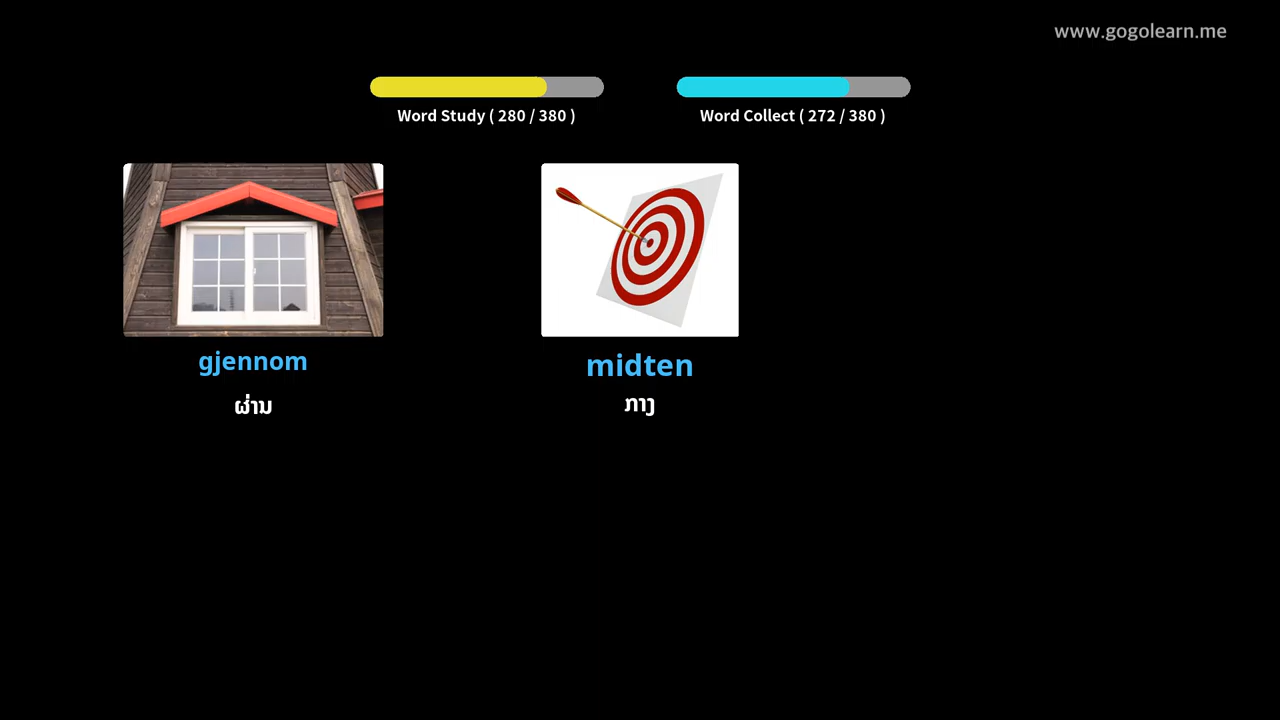 www.gogolearn.me
Word Study ( 280 / 380 )
Word Collect ( 272 / 380 )
gjennom
ຜ່ານ
midten
ກາງ